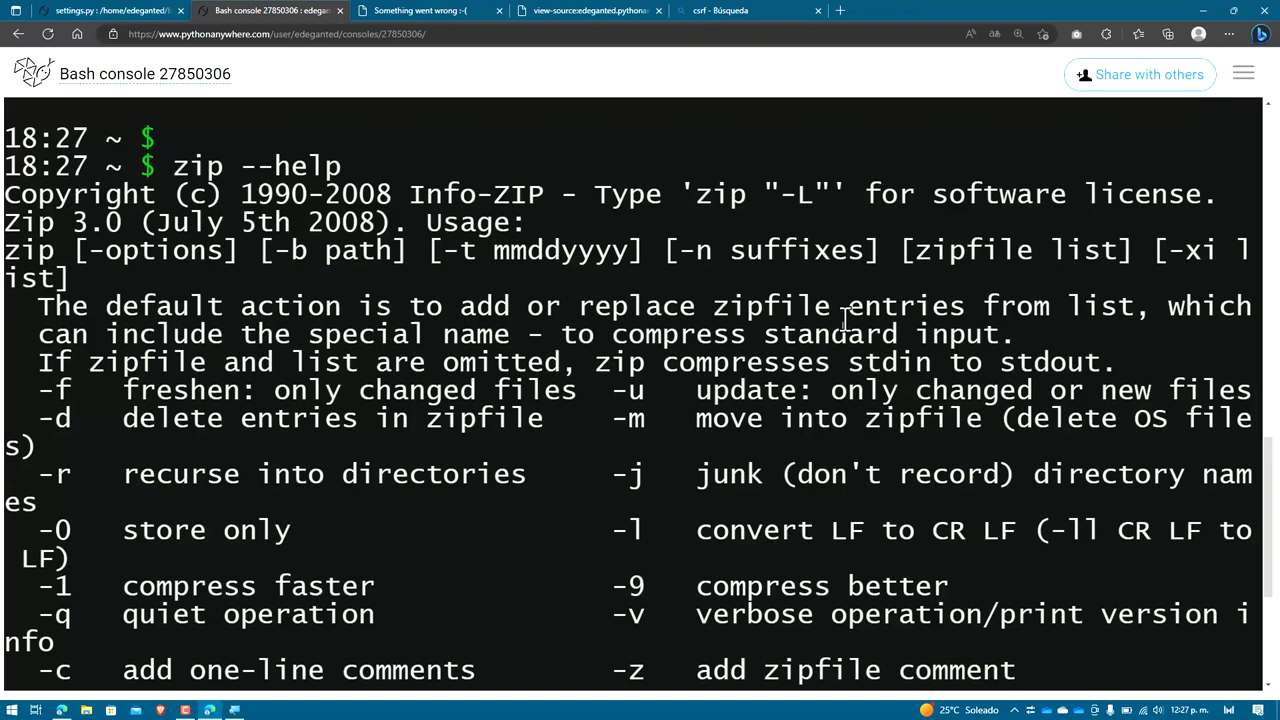 settings.py : /home/edeganted/
Bash console 27850306 : edegan
Something went wrong :-(
view-source:edeganted.pythonan
csrf - Búsqueda
https://www.pythonanywhere.com/user/edeganted/consoles/27850306/
Bash console 27850306
Share with others
18:27 ~ $
18:27 ~ $ zip --help
Copyright (c) 1990-2008 Info-ZIP - Type 'zip "-L"' for software license.
Zip 3.0 (July 5th 2008). Usage:
zip [-options] [-b path] [-t mmddyyyy] [-n suffixes] [zipfile list] [-xi l
ist]
The default action is to add or replace zipfile entries from list, which
can include the special name - to compress standard input.
If zipfile and list are omitted, zip compresses stdin to stdout.
-f freshen: only changed files -u update: only changed or new files
-d delete entries in zipfile -m move into zipfile (delete OS file
s)
-r recurse into directories -j junk (don't record) directory nam
es
-0 store only -l convert LF to CR LF (-ll CR LF to
LF)
-1 compress faster -9 compress better
-q quiet operation -v verbose operation/print version i
nfo
-c add one-line comments -z add zipfile comment
25°C Soleado
12:27 p. m.